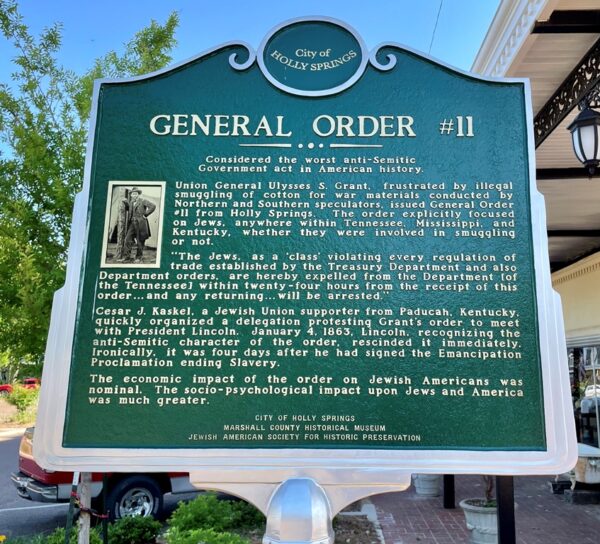 City of
HOLLY SPRINGS
GENERAL ORDER #11
Considered the worst anti-Semitic
Government act in American history.
Union General Ulysses S. Grant, frustrated by illegal
smuggling of cotton for war materials conducted by
Northern and Southern speculators, issued General Order
#11 from Holly Springs. The order explicitly focused
on Jews, anywhere within Tennessee, Mississippi, and
Kentucky, whether they were involved in smuggling
or not.
"The Jews, as a 'class' violating every regulation of
trade established by the Treasury Department and also
Department orders, are hereby expelled from the Department [of
the Tennessee] within twenty-four hours from the receipt of this
order...and any returning...will be arrested."
Cesar J. Kaskel, a Jewish Union supporter from Paducah, Kentucky,
quickly organized a delegation protesting Grant's order to meet
with President Lincoln. January 4, 1863, Lincoln, recognizing the
anti-Semitic character of the order, rescinded it immediately.
Ironically, it was four days after he had signed the Emancipation
Proclamation ending Slavery.
The economic impact of the order on Jewish Americans was
nominal. The socio-psychological impact upon Jews and America
was much greater.
CITY OF HOLLY SPRINGS
MARSHALL COUNTY HISTORICAL MUSEUM
JEWISH AMERICAN SOCIETY FOR HISTORIC PRESERVATION